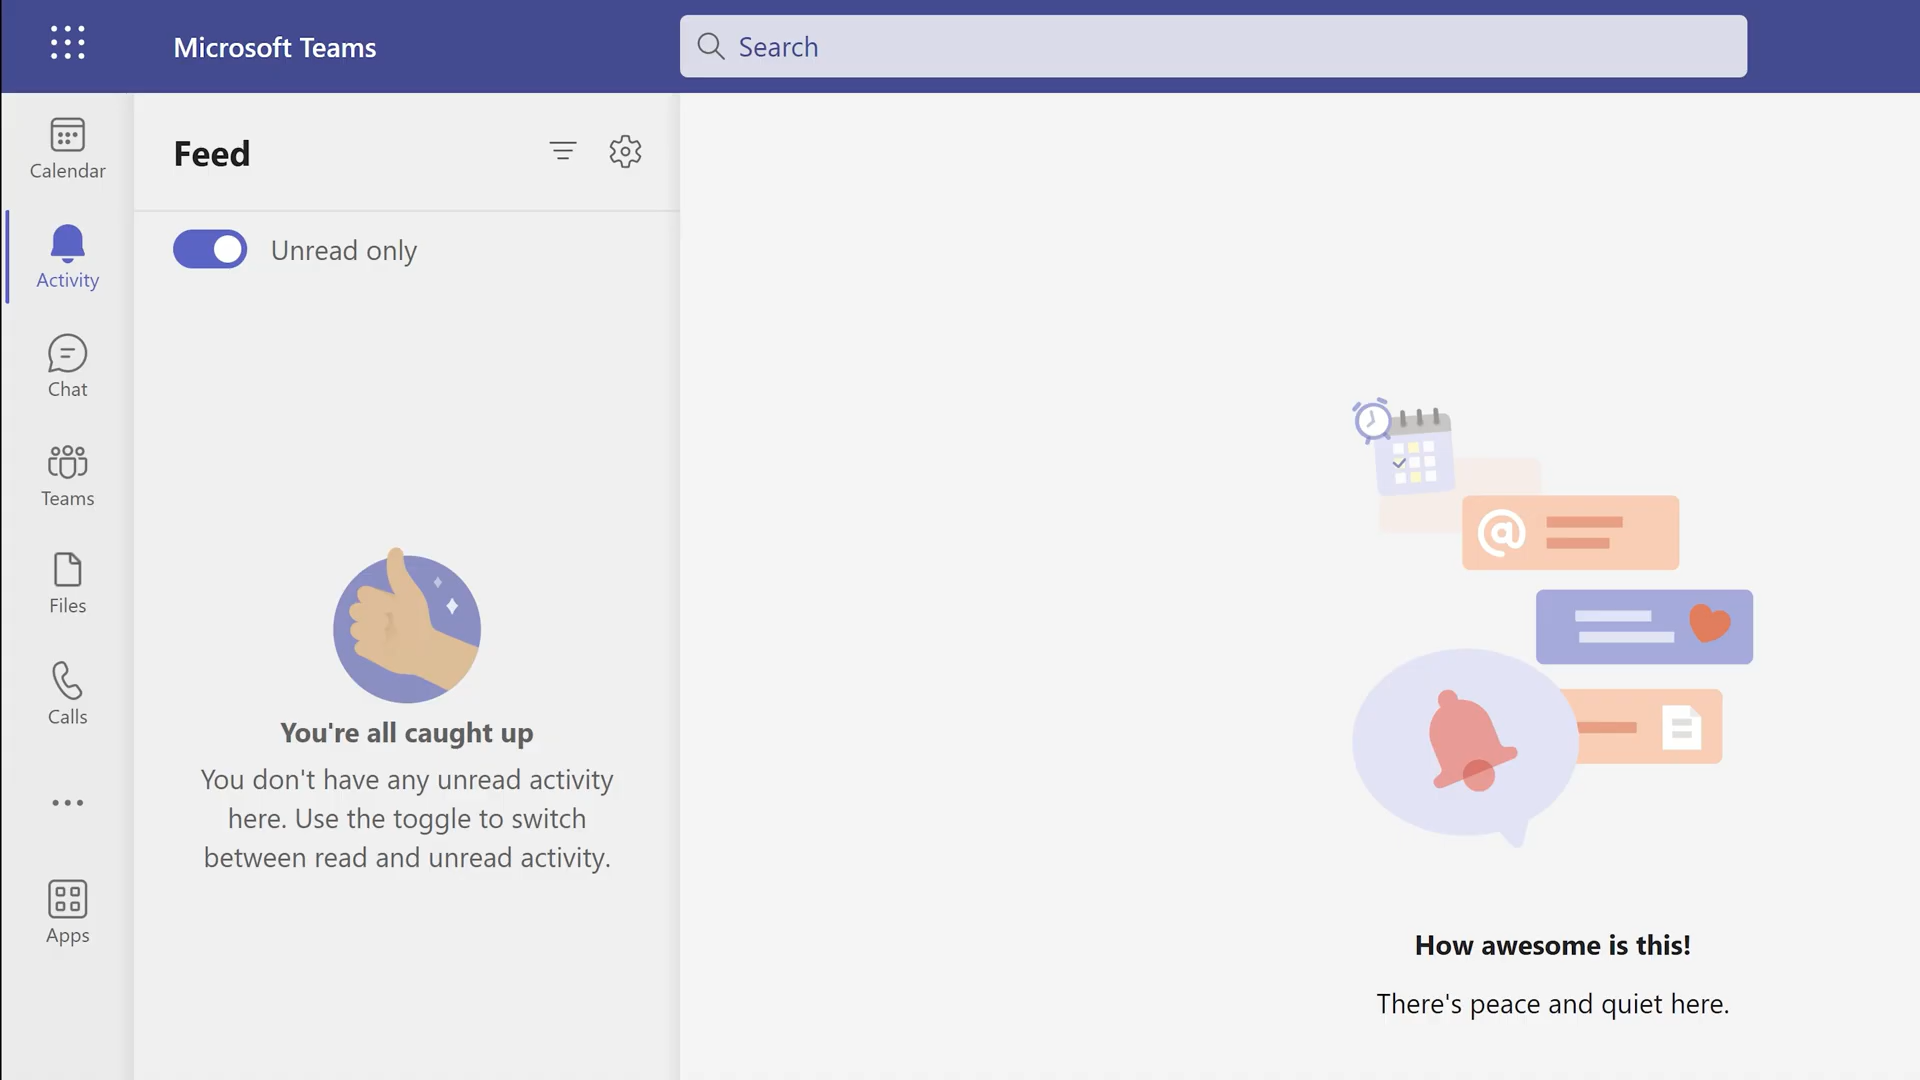 Microsoft Teams
Search
Calendar
Activity
Chat
Teams
Files
Calls
Apps
Feed
Unread only
You're all caught up
You don't have any unread activity
here. Use the toggle to switch
between read and unread activity.
@
How awesome is this!
There's peace and quiet here.